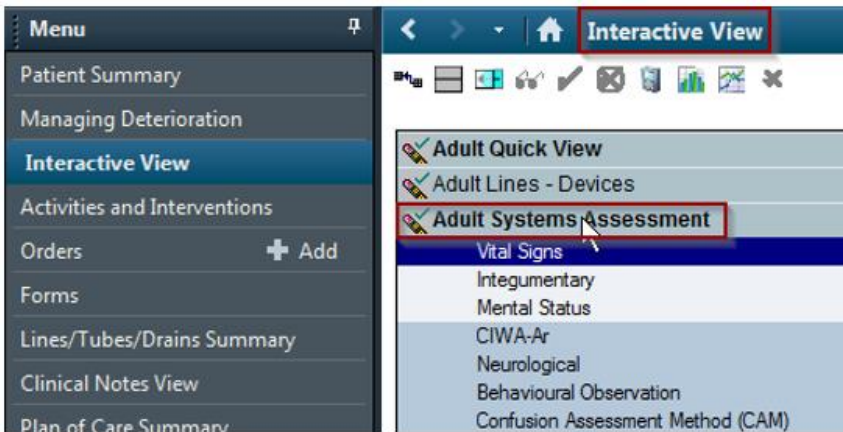 Menu
Patient Summary
Managing Deterioration
Interactive View
Activities and Interventions
Orders Add
Forms
Lines/Tubes/Drains Summary
Clinical Notes View
Plan of Care Summary
Interactive View
Adult Quick View
Adult Lines - Devices
Adult Systems Assessment
Vital Signs
Integumentary
Mental Status
CIWA-Ar
Neurological
Behavioural Observation
Confusion Assessment Method (CAM)